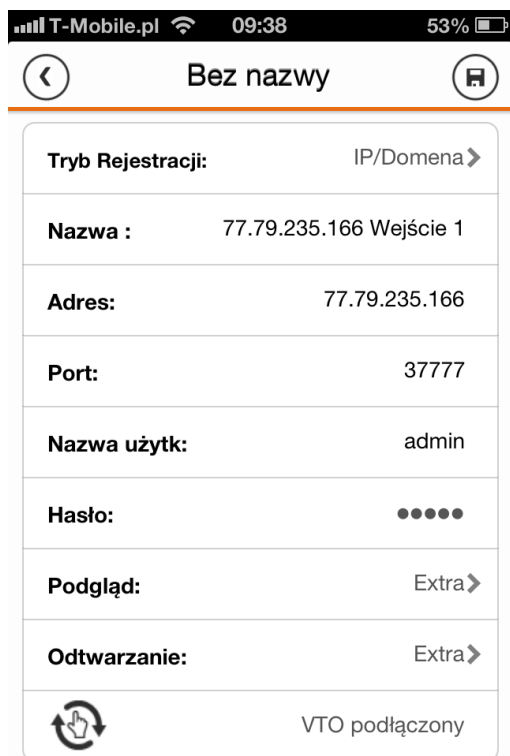 T-Mobile.pl 09:38 53%
Bez nazwy
Tryb Rejestracji: IP/Domena
Nazwa : 77.79.235.166 Wejście 1
Adres: 77.79.235.166
Port: 37777
Nazwa użytk: admin
Hasło: •••••
Podgląd: Extra
Odtwarzanie: Extra
VTO podłączony